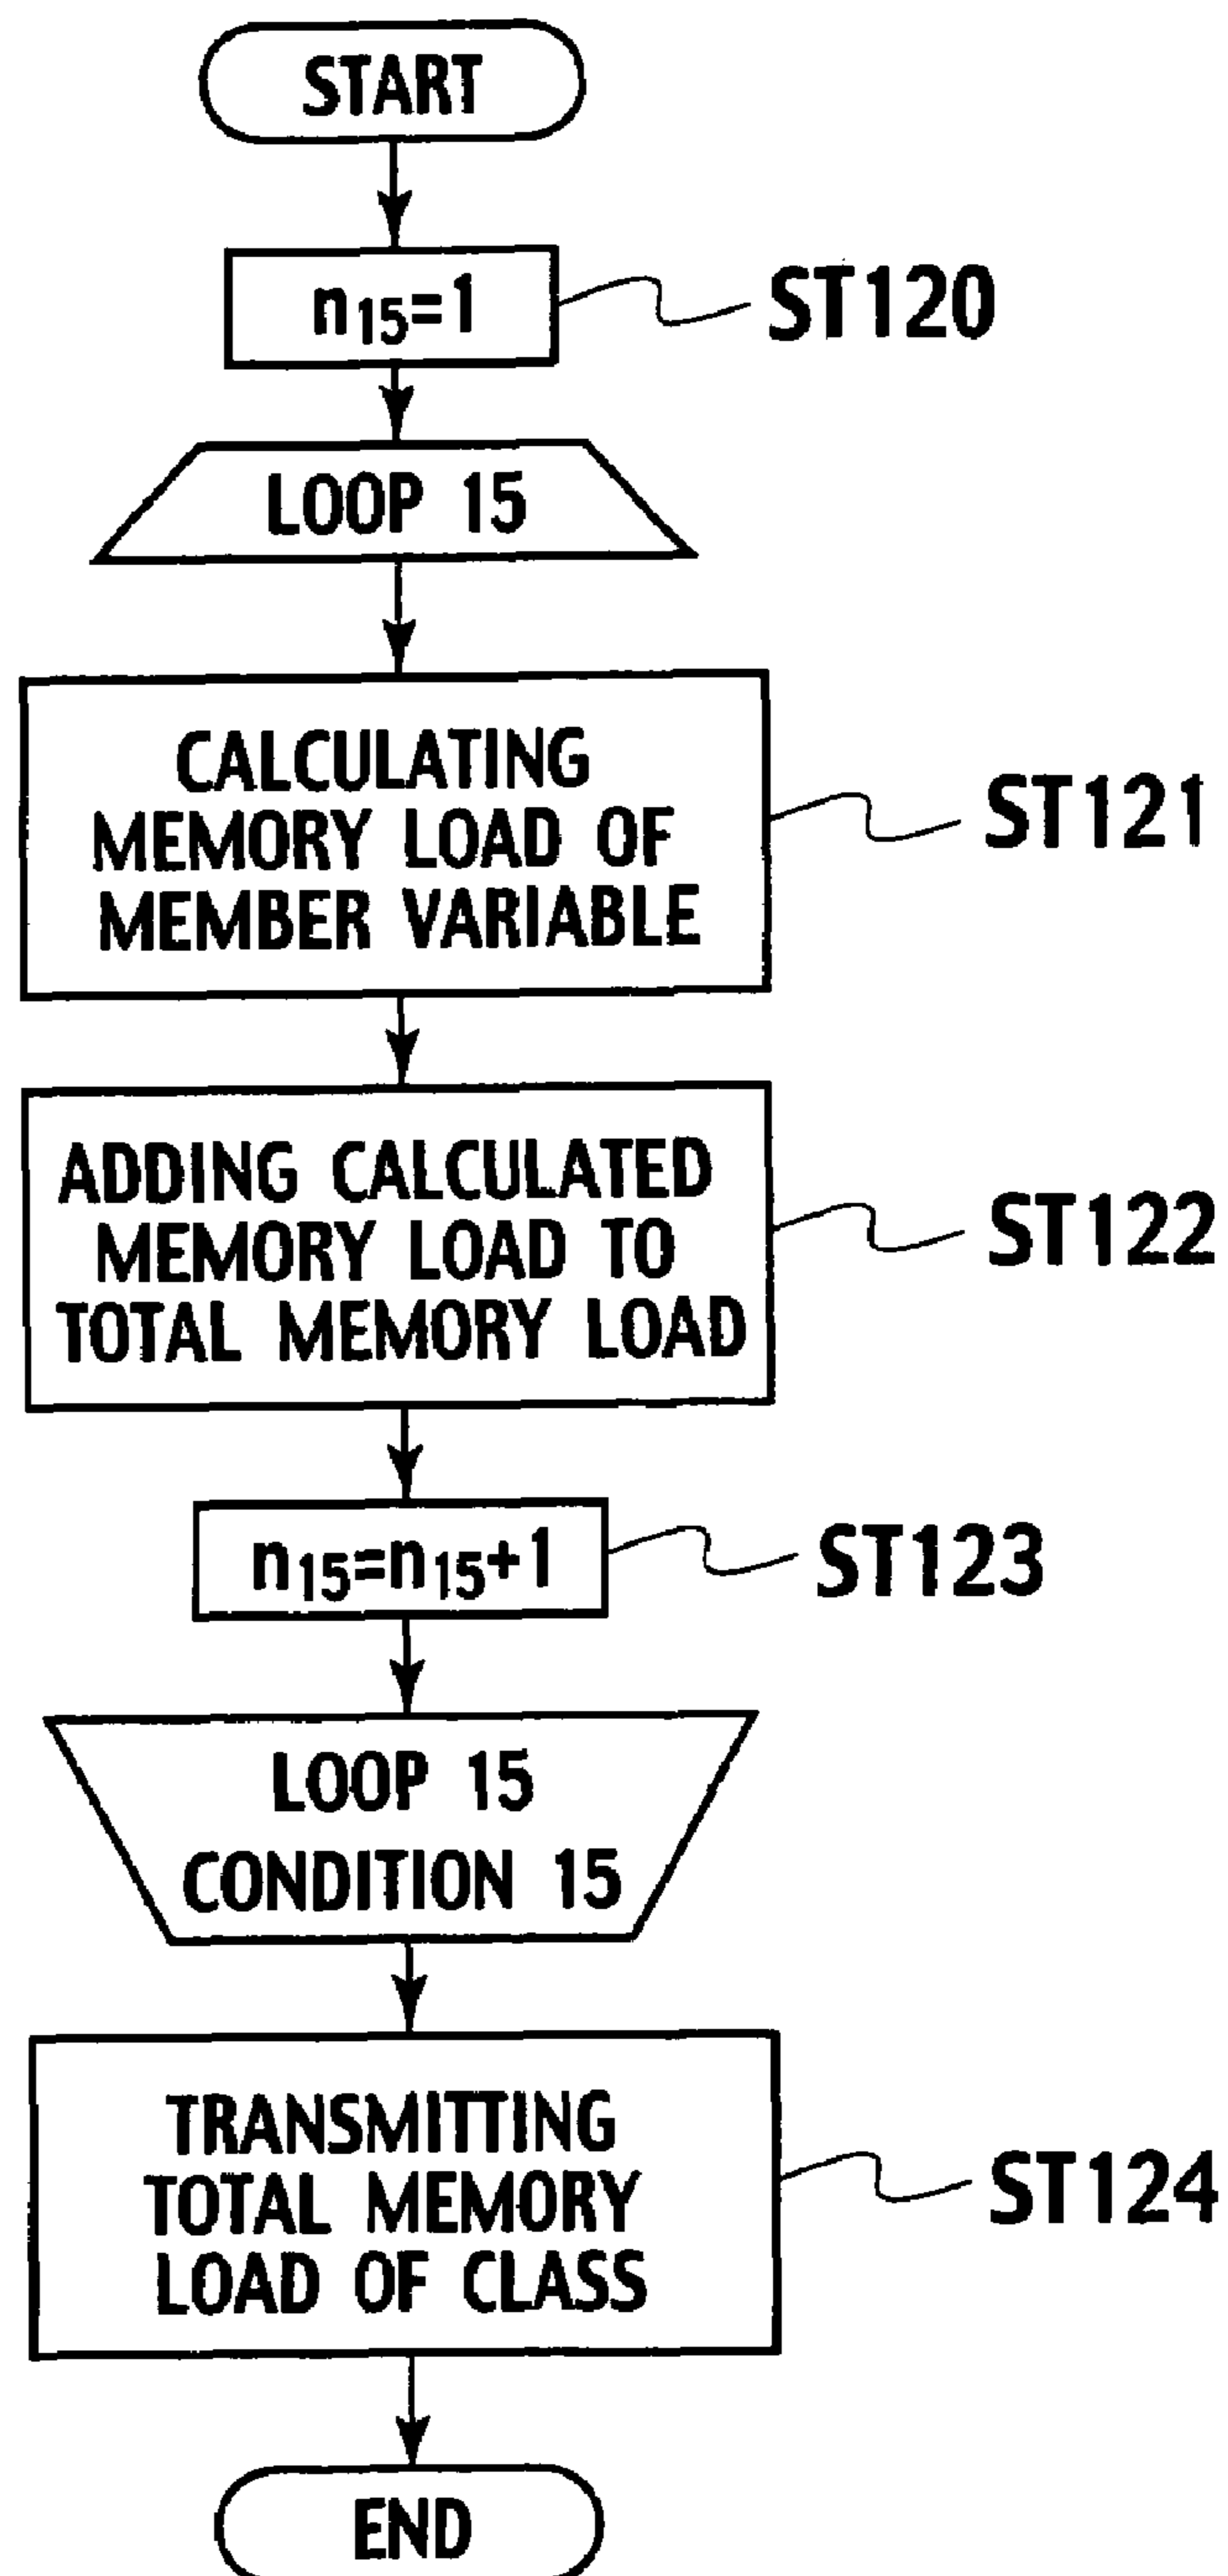 START
n15=1
ST120
LOOP 15
CALCULATING
MEMORY LOAD OF
MEMBER VARIABLE
ST121
ADDING CALCULATED
MEMORY LOAD TO
TOTAL MEMORY LOAD
ST122
n15=n15+1
ST123
LOOP 15
CONDITION 15
TRANSMITTING
TOTAL MEMORY
LOAD OF CLASS
ST124
END